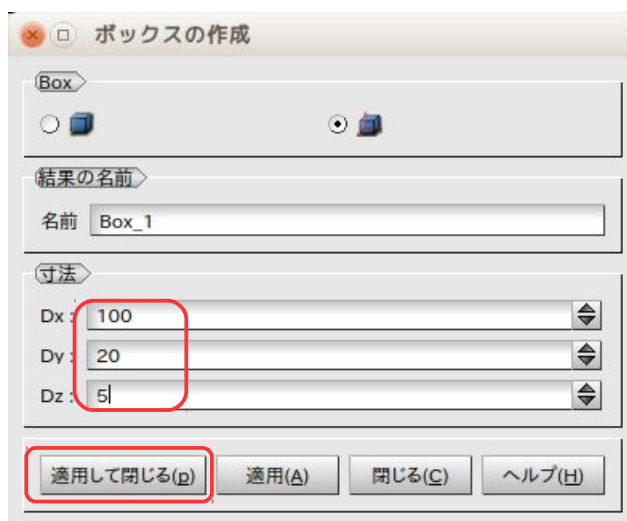 ボックスの作成
Box
結果の名前
名前 Box_1
寸法
Dx : 100
Dy : 20
Dz : 5
適用して閉じる(p) 適用(A) 閉じる(C) ヘルプ(H)